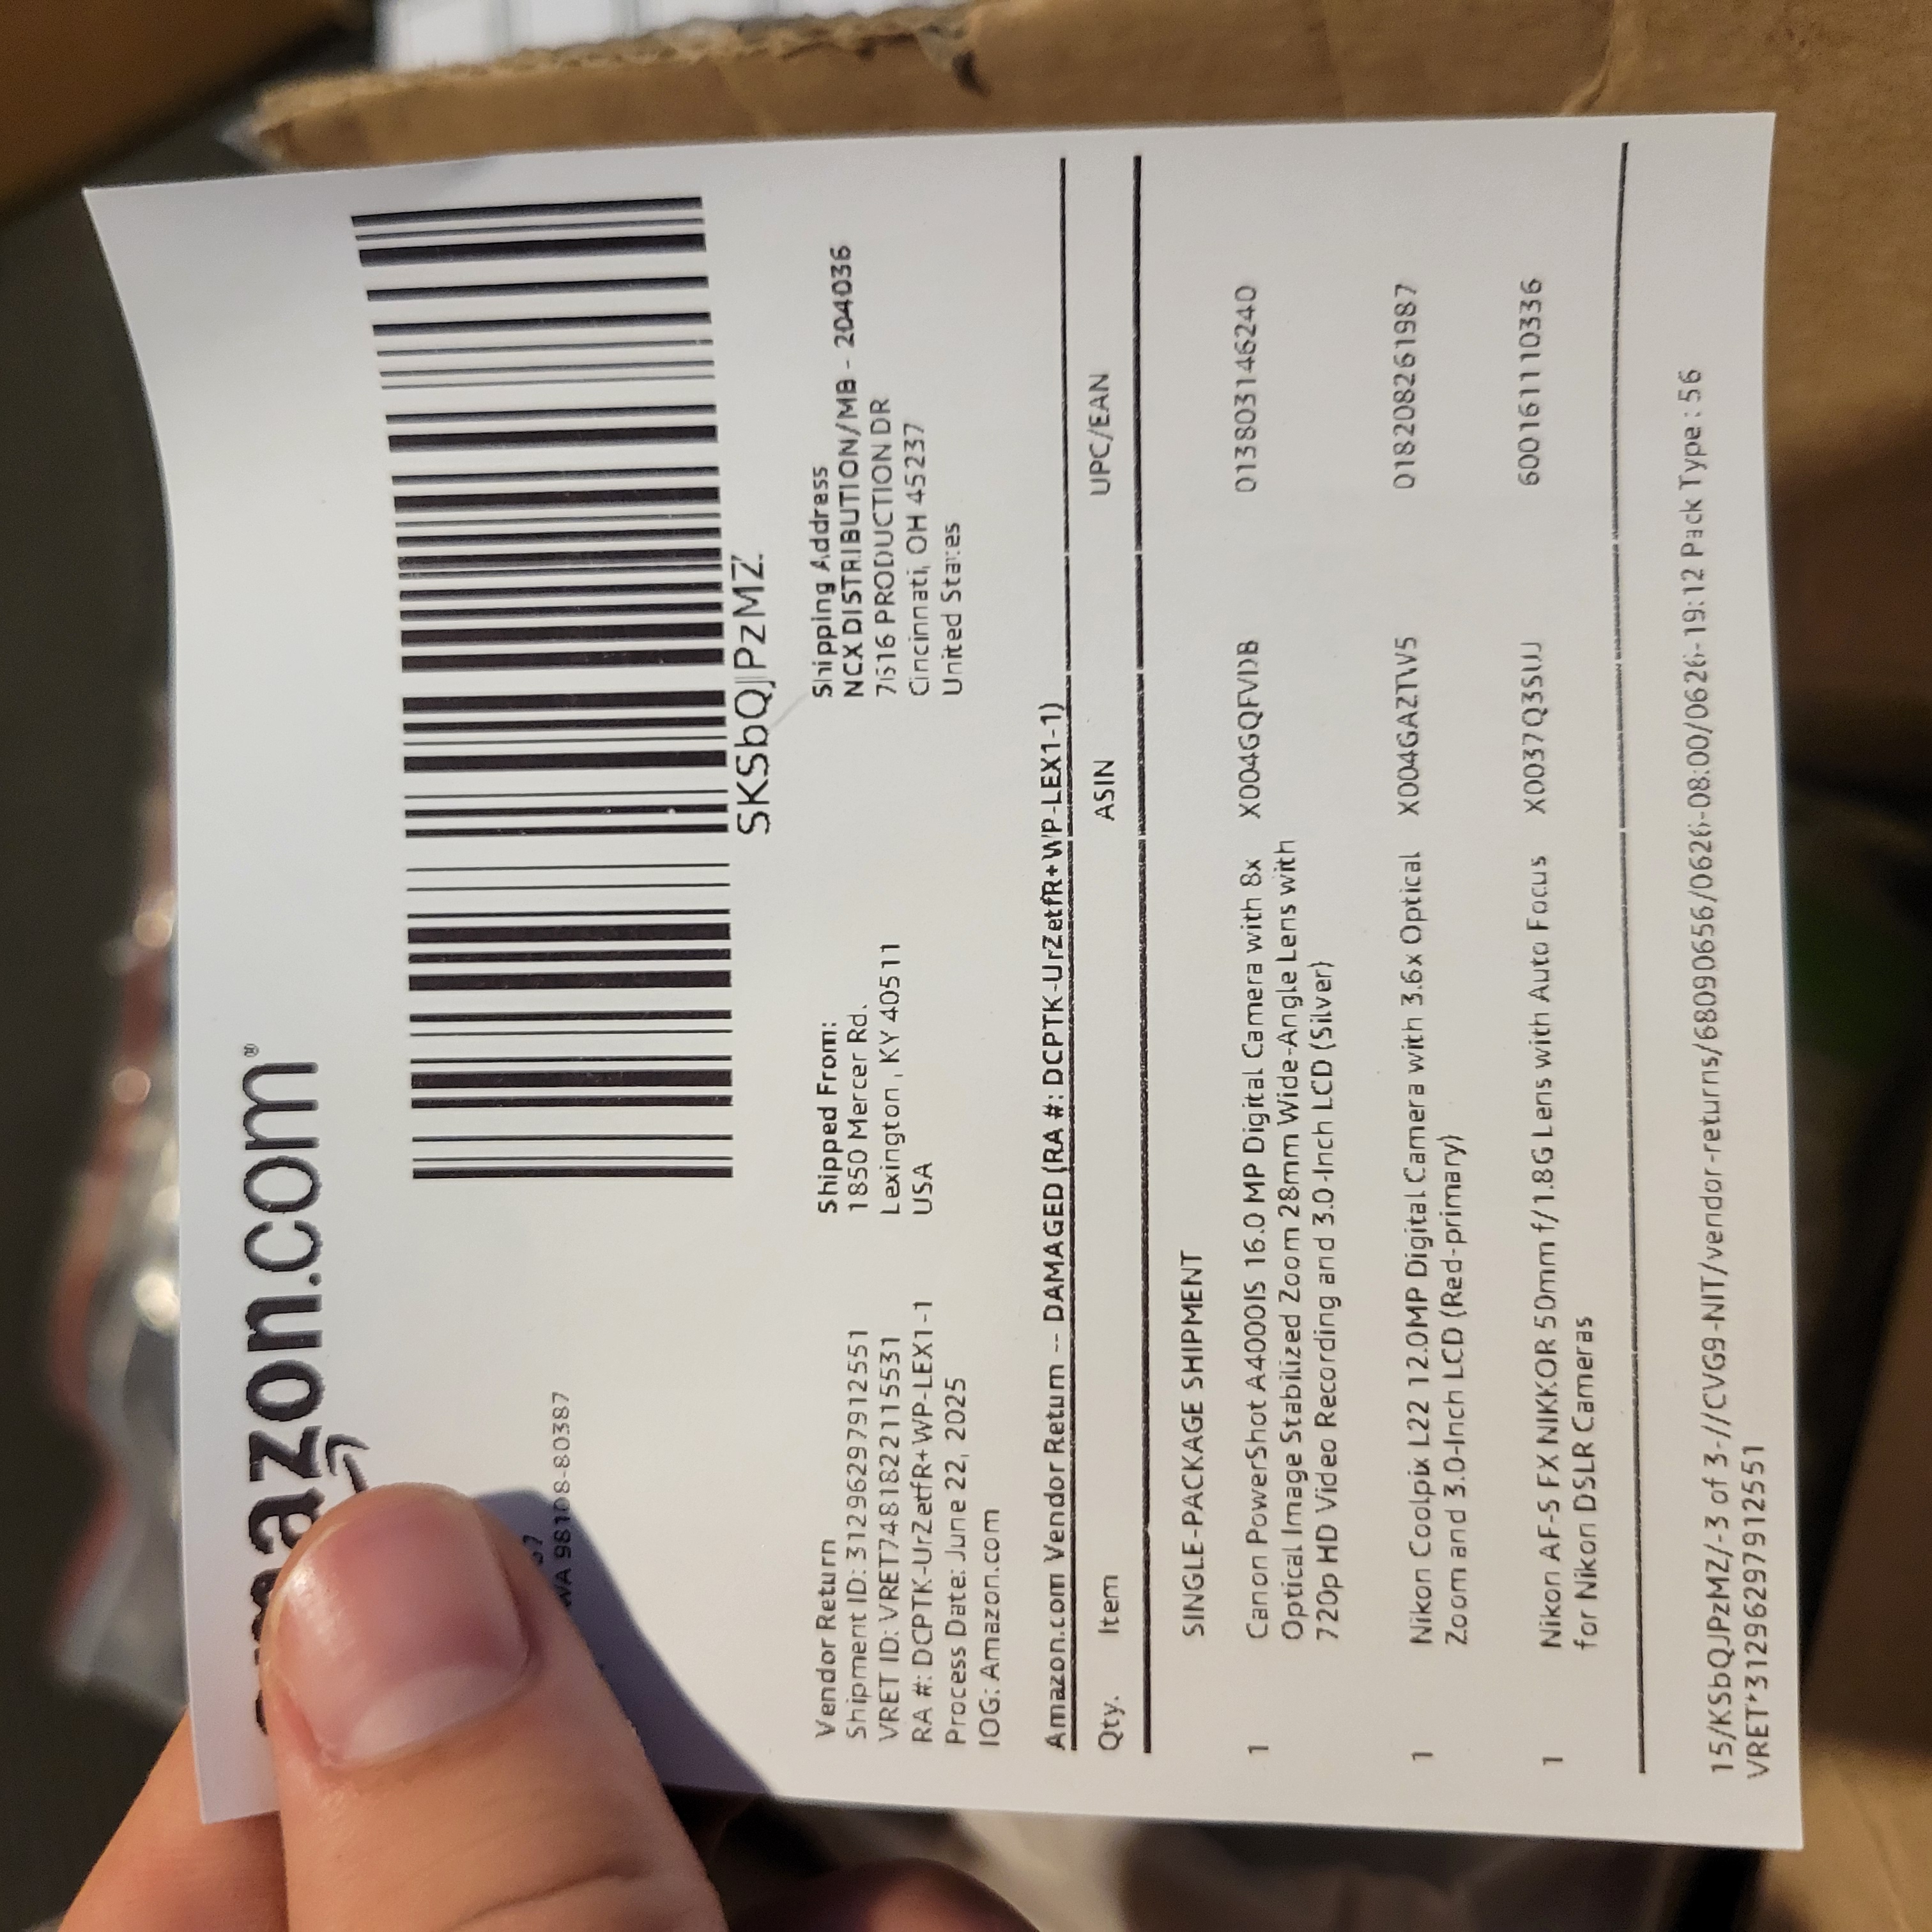 amazon.com®
WA 98108-80387
SKSbQJPzMZ
Vendor Return
Shipment ID: 31296297912551
VRET ID: VRET748182115531
RA #: DCPTK-UrZetfR+WP-LEX1-1
Process Date: June 22, 2025
IOG: Amazon.com
Shipped From:
1850 Mercer Rd.
Lexington , KY 40511
USA
Shipping Address
NCX DISTRIBUTION/MB - 204036
7516 PRODUCTION DR
Cincinnati, OH 45237
United States
Amazon.com Vendor Return -- DAMAGED (RA #: DCPTK-UrZetfR+WP-LEX1-1)
Qty. Item ASIN UPC/EAN
SINGLE-PACKAGE SHIPMENT
1 Canon PowerShot A4000IS 16.0 MP Digital Camera with 8x X004GQFVDB 013803146240
Optical Image Stabilized Zoom 28mm Wide-Angle Lens with
720p HD Video Recording and 3.0-Inch LCD (Silver)
1 Nikon Coolpix L22 12.0MP Digital Camera with 3.6x Optical X004GAZTV5 018208261987
Zoom and 3.0-Inch LCD (Red-primary)
1 Nikon AF-S FX NIKKOR 50mm f/1.8G Lens with Auto Focus X0037Q3SUJ 6001611110336
for Nikon DSLR Cameras
15/KSbQJPzMZ/-3 of 3-//CVG9-NIT/vendor-returns/68090656/0626-08:00/0626-19:12 Pack Type : 56
VRET*31296297912551